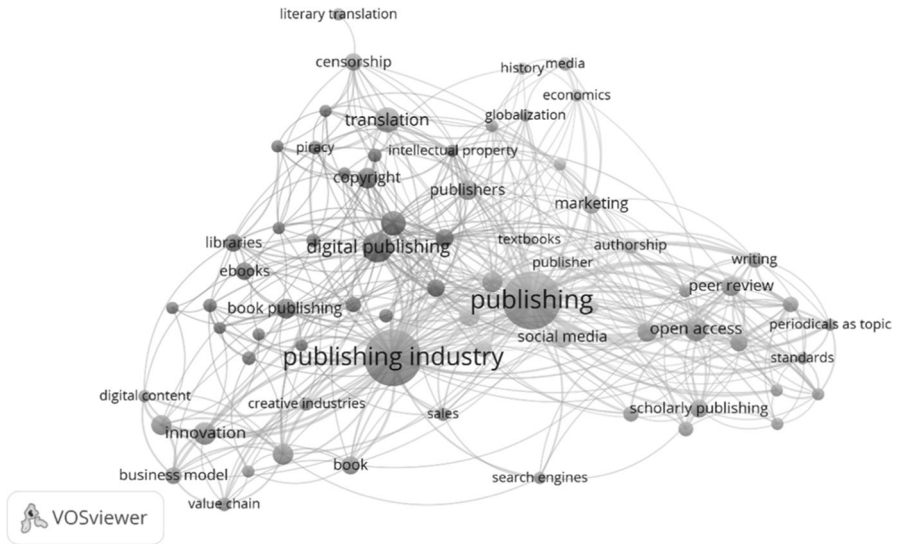 literary translation
censorship
history
media
economics
translation
globalization
piracy
intellectual property
copyright
publishers
marketing
libraries
digital publishing
textbooks
authorship
publisher
writing
ebooks
peer review
book publishing
publishing
open access
periodicals as topic
social media
publishing industry
standards
digital content
creative industries
sales
scholarly publishing
innovation
book
business model
search engines
value chain
VOSviewer